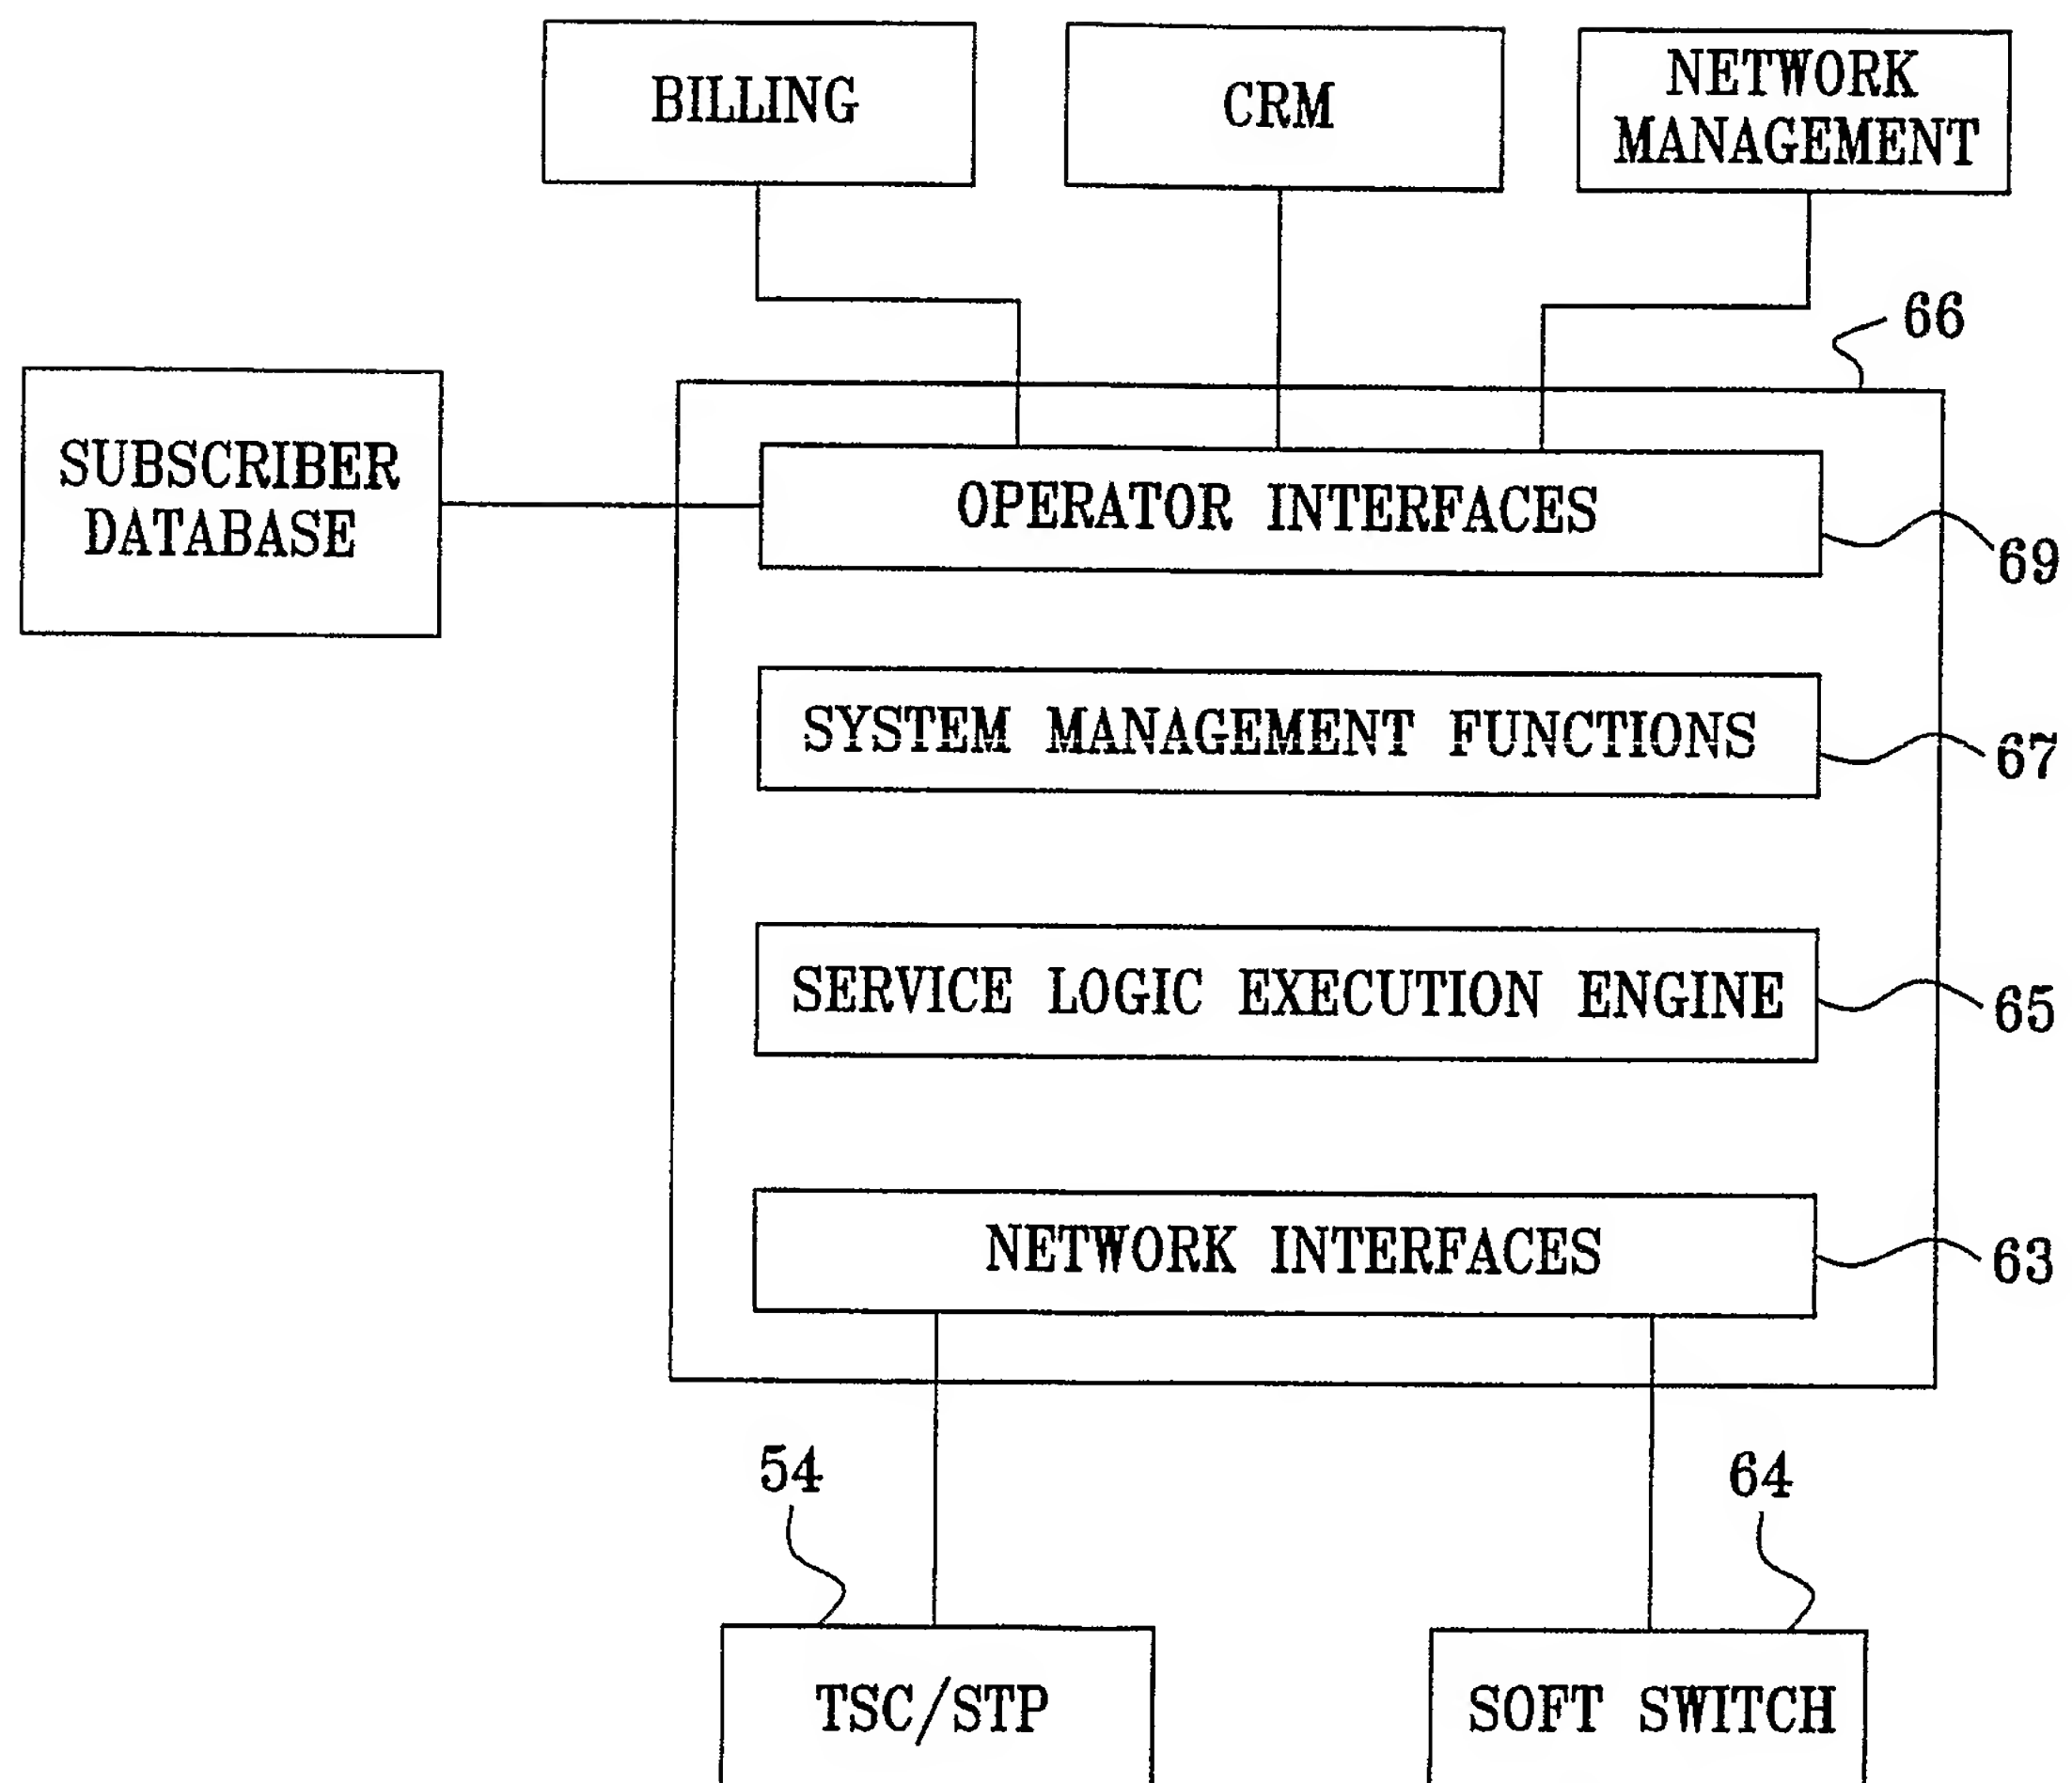 BILLING
CRM
NETWORK
MANAGEMENT
66
SUBSCRIBER
DATABASE
OPERATOR INTERFACES
69
SYSTEM MANAGEMENT FUNCTIONS
67
SERVICE LOGIC EXECUTION ENGINE
65
NETWORK INTERFACES
63
54
64
TSC/STP
SOFT SWITCH